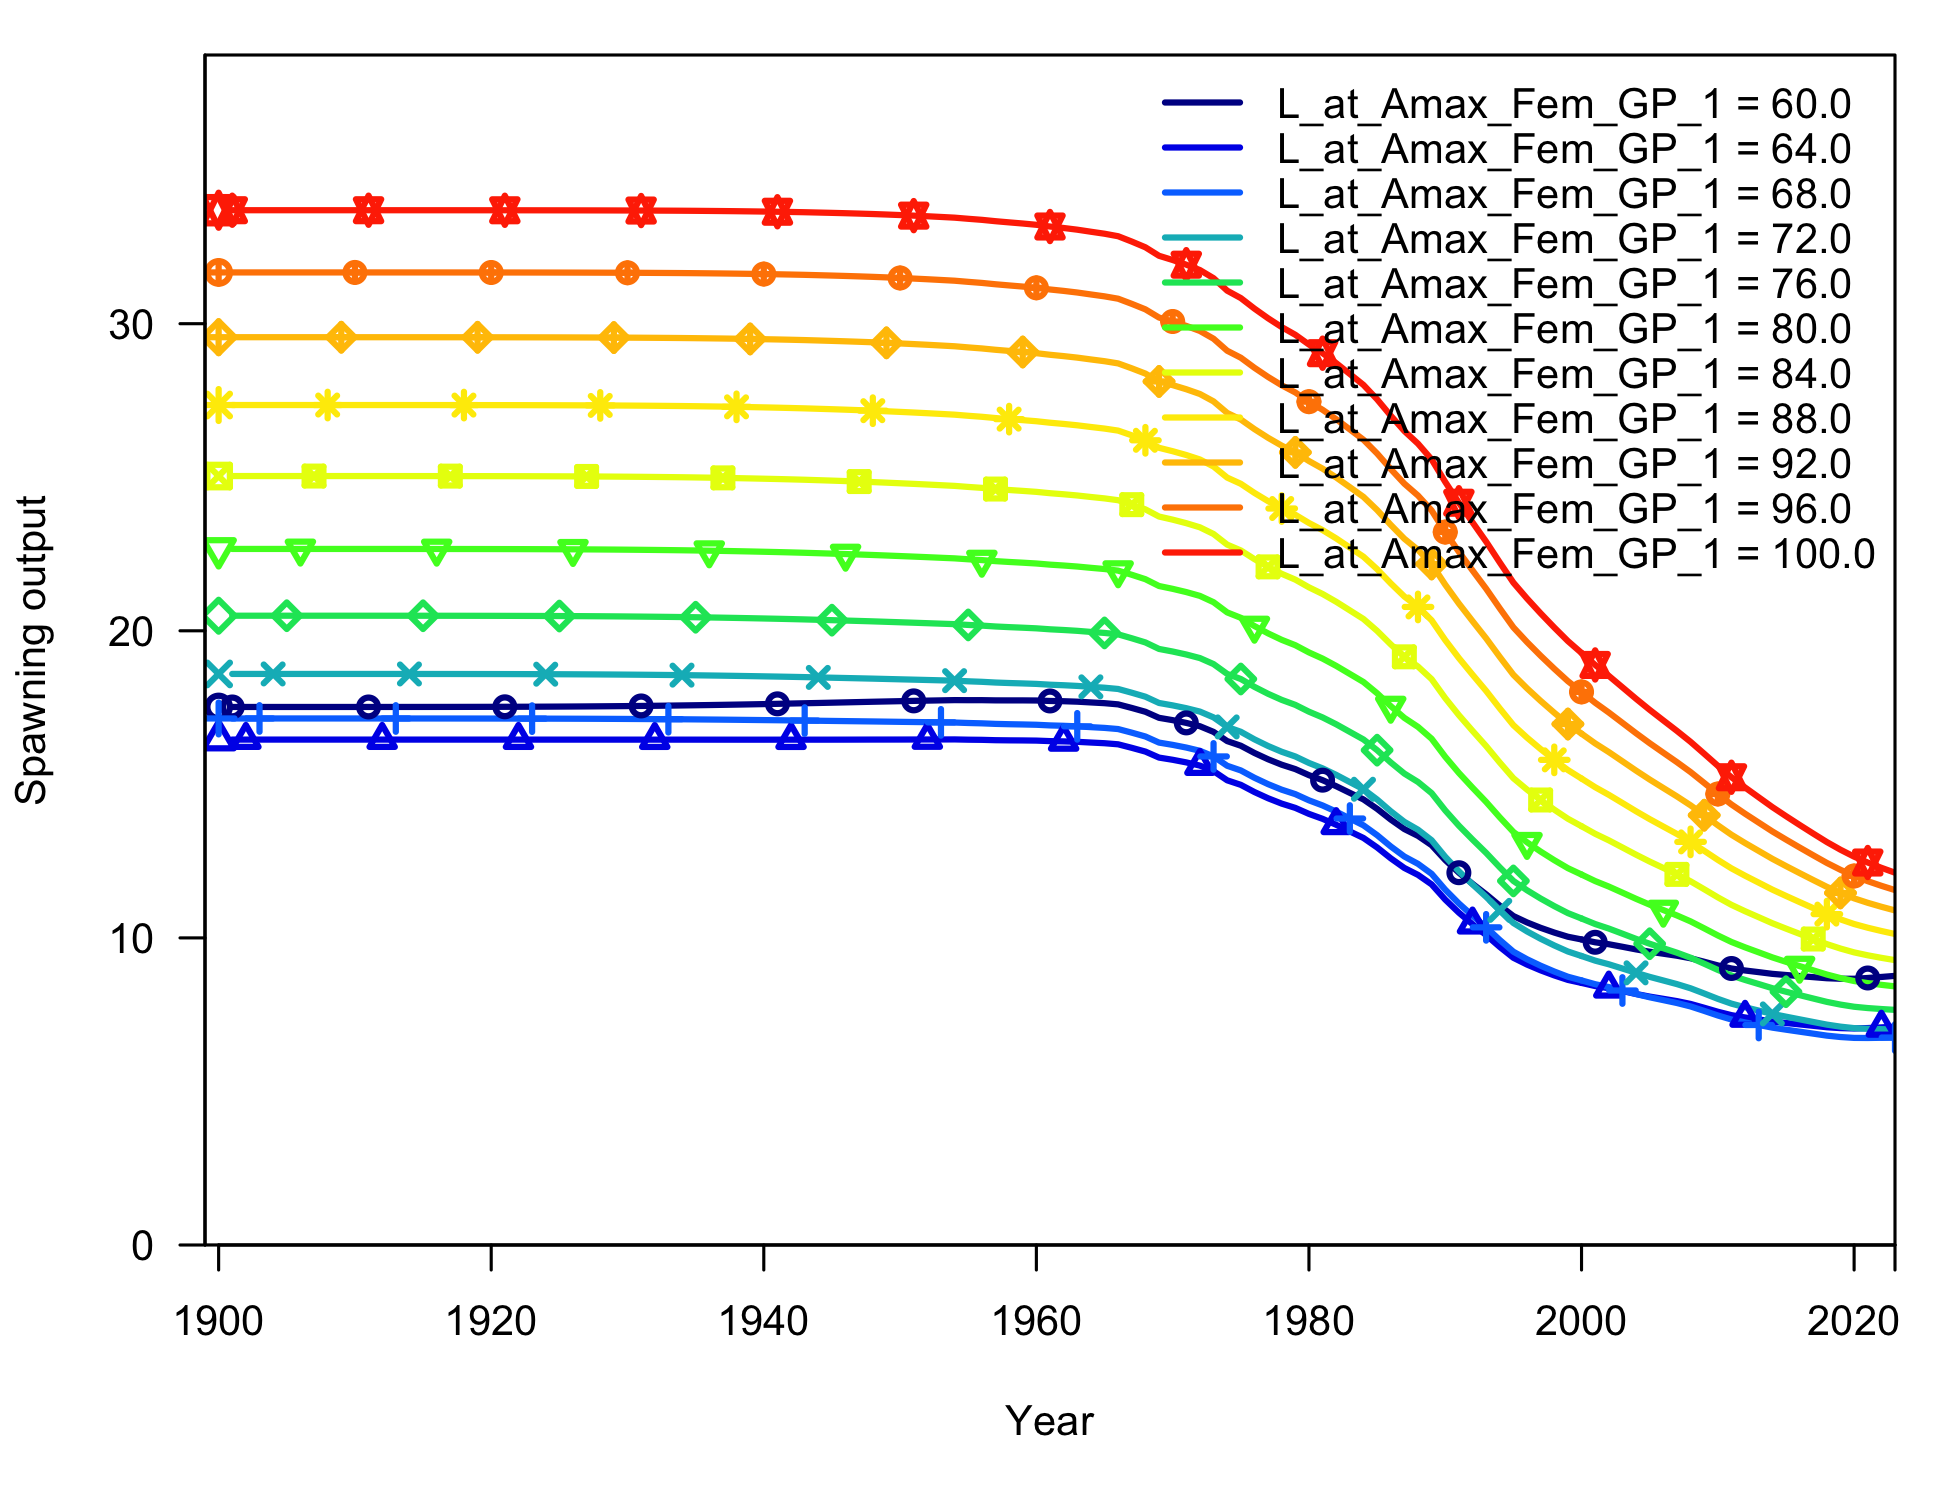 L_at_Amax_Fem_GP_1 = 60.0
L_at_Amax_Fem_GP_1 = 64.0
L_at_Amax_Fem_GP_1 = 68.0
L_at_Amax_Fem_GP_1 = 72.0
L_at_Amax_Fem_GP_1 = 76.0
L_at_Amax_Fem_GP_1 = 80.0
L_at_Amax_Fem_GP_1 = 84.0
L_at_Amax_Fem_GP_1 = 88.0
L_at_Amax_Fem_GP_1 = 92.0
L_at_Amax_Fem_GP_1 = 96.0
L_at_Amax_Fem_GP_1 = 100.0
Spawning output
30
20
10
0
1900 1920 1940 1960 1980 2000 2020
Year